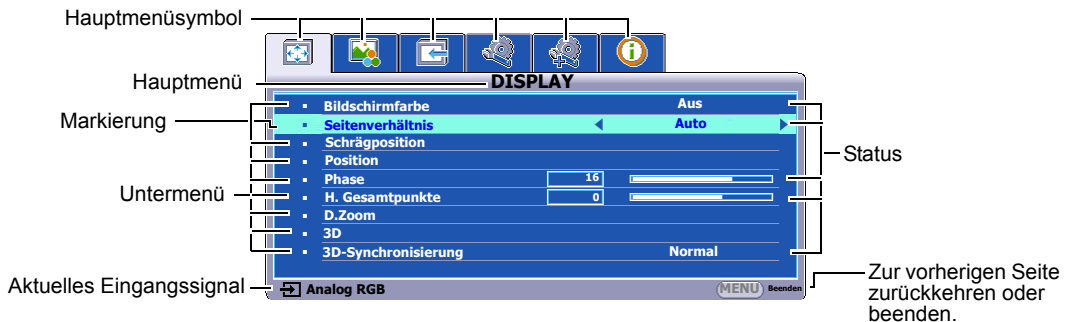 Hauptmenüsymbol
Hauptmenü
DISPLAY
Markierung
Untermenü
Bildschirmfarbe Aus
Seitenverhältnis Auto
Schrägposition
Position
Phase 16
H. Gesamtpunkte 0
D.Zoom
3D
3D-Synchronisierung Normal
Status
Aktuelles Eingangssignal
Analog RGB
MENU Beenden
Zur vorherigen Seite
zurückkehren oder
beenden.